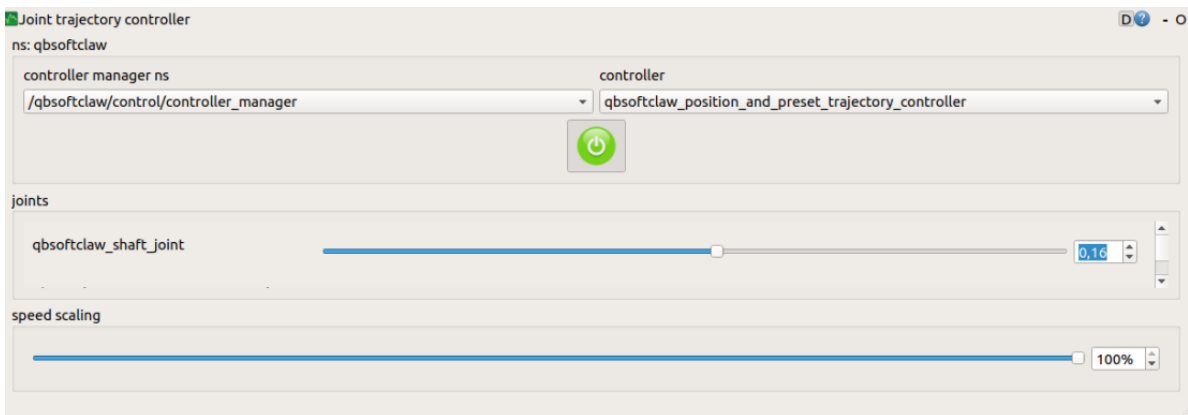 Joint trajectory controller D ? - O
ns: qbsoftclaw
controller manager ns controller
/qbsoftclaw/control/controller_manager qbsoftclaw_position_and_preset_trajectory_controller
joints
qbsoftclaw_shaft_joint 0,16
speed scaling
100%